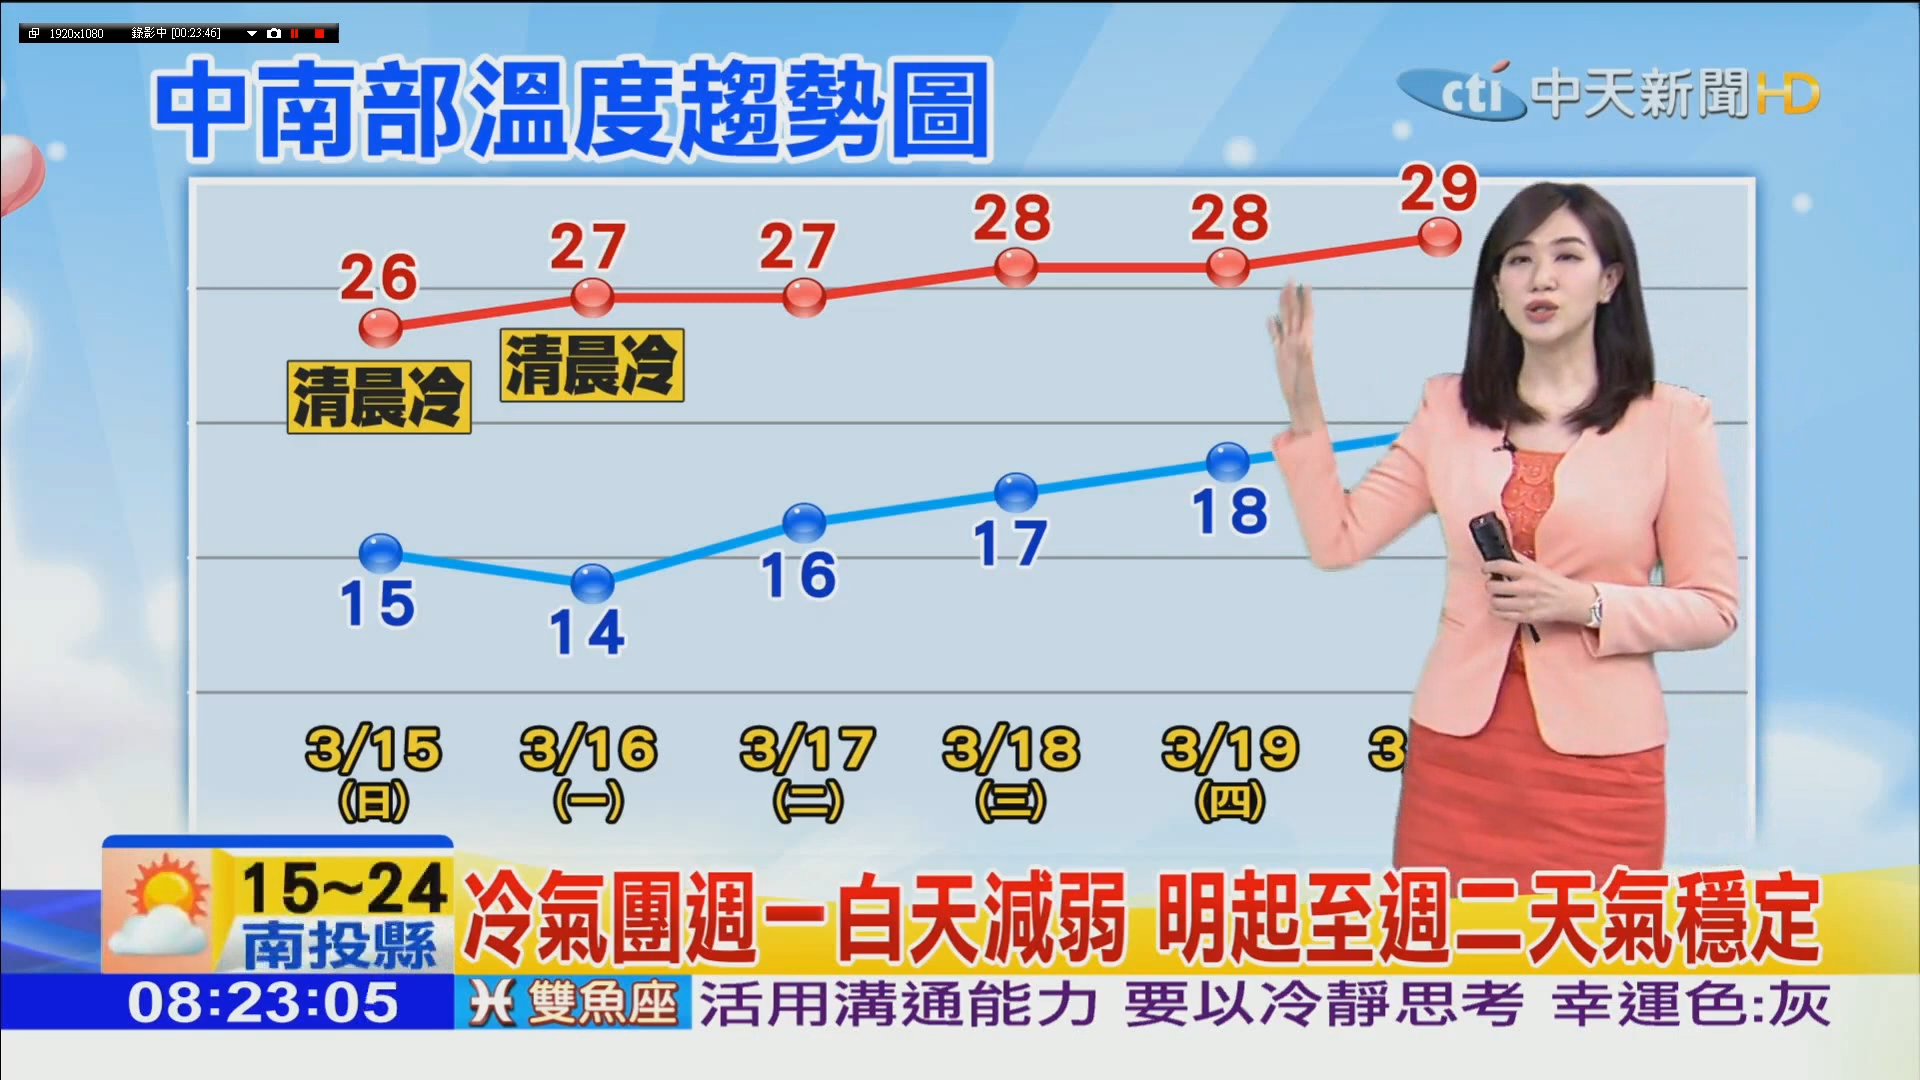 1920x1080 錄影中 [00:23:46]
中南部溫度趨勢圖
cti 中天新聞HD
26 27 27 28 28 29
清晨冷 清晨冷
15 14 16 17 18
3/15 3/16 3/17 3/18 3/19 3
(日) (一) (二) (三) (四)
15~24
南投縣
冷氣團週一白天減弱 明起至週二天氣穩定
08:23:05
雙魚座 活用溝通能力 要以冷靜思考 幸運色:灰